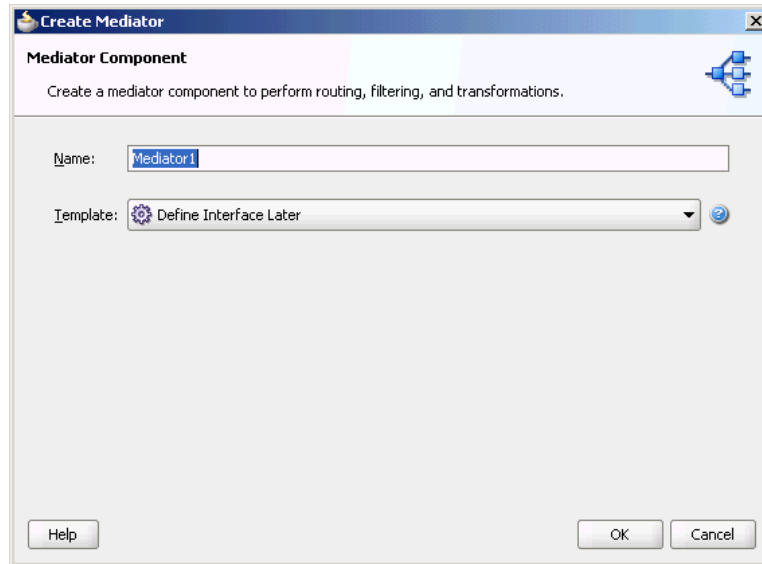 Create Mediator
Mediator Component
Create a mediator component to perform routing, filtering, and transformations.
Name: Mediator1
Template: Define Interface Later
Help OK Cancel